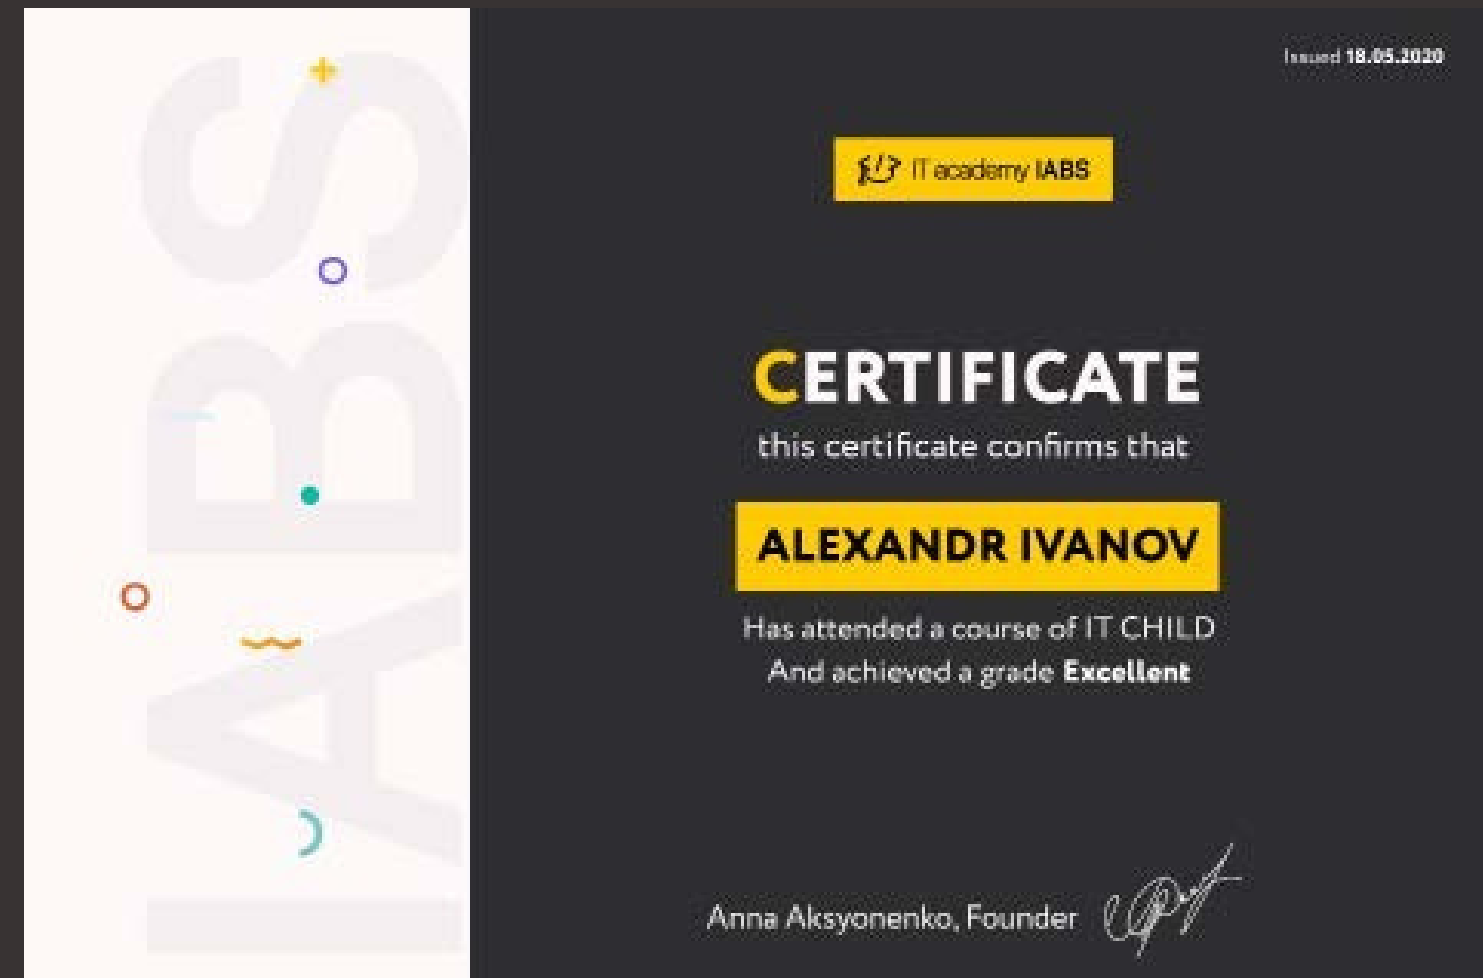 Issued 18.05.2020
IT academy IABS
CERTIFICATE
this certificate confirms that
ALEXANDR IVANOV
Has attended a course of IT CHILD
And achieved a grade Excellent
Anna Aksyonenko, Founder
IABS